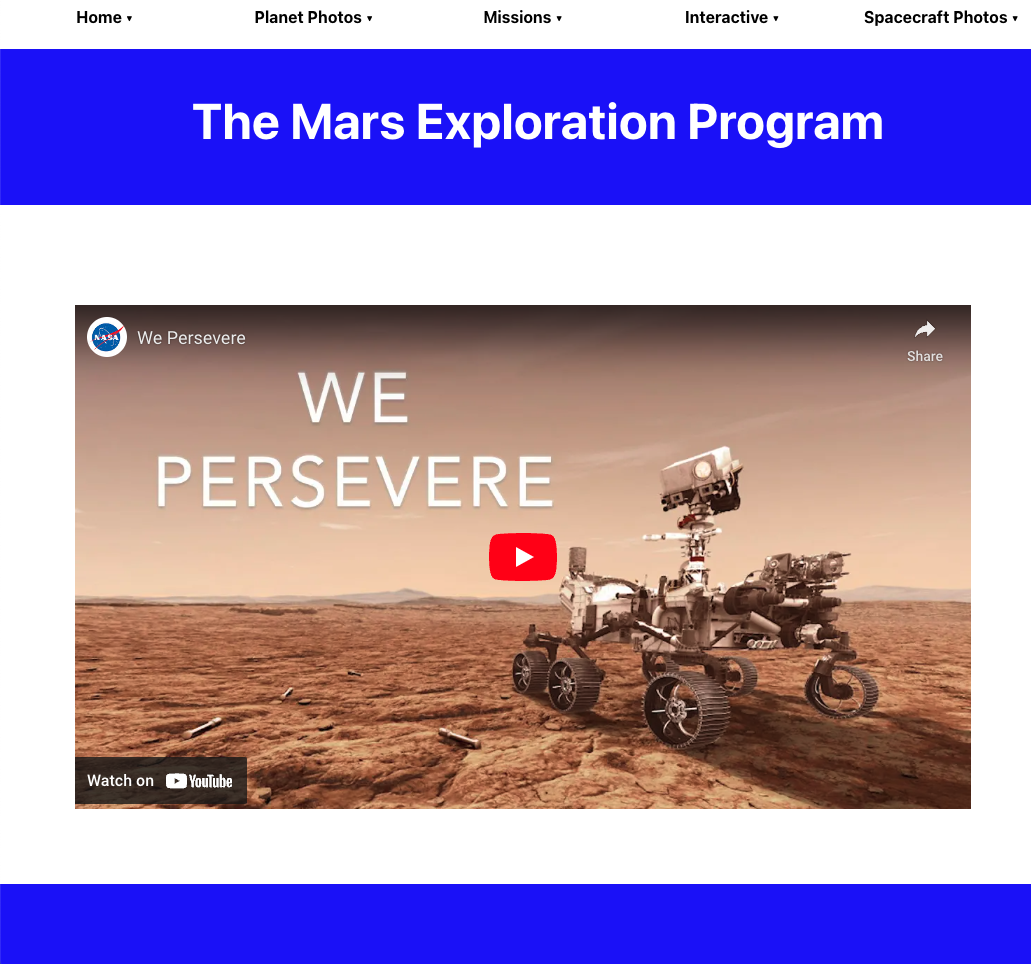 Home ▾ Planet Photos ▾ Missions ▾ Interactive ▾ Spacecraft Photos ▾
The Mars Exploration Program
NASA We Persevere
Share
WE
PERSEVERE
Watch on YouTube